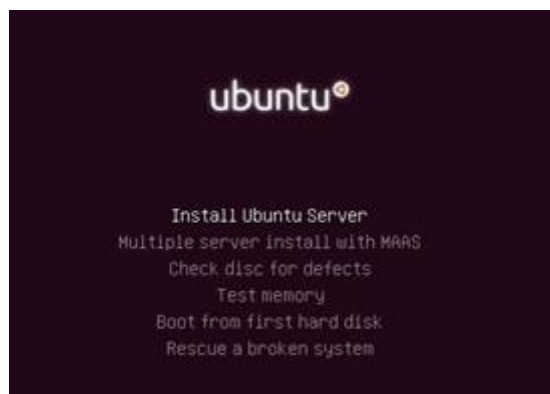 ubuntu
Install Ubuntu Server
Multiple server install with MAAS
Check disc for defects
Test memory
Boot from first hard disk
Rescue a broken system